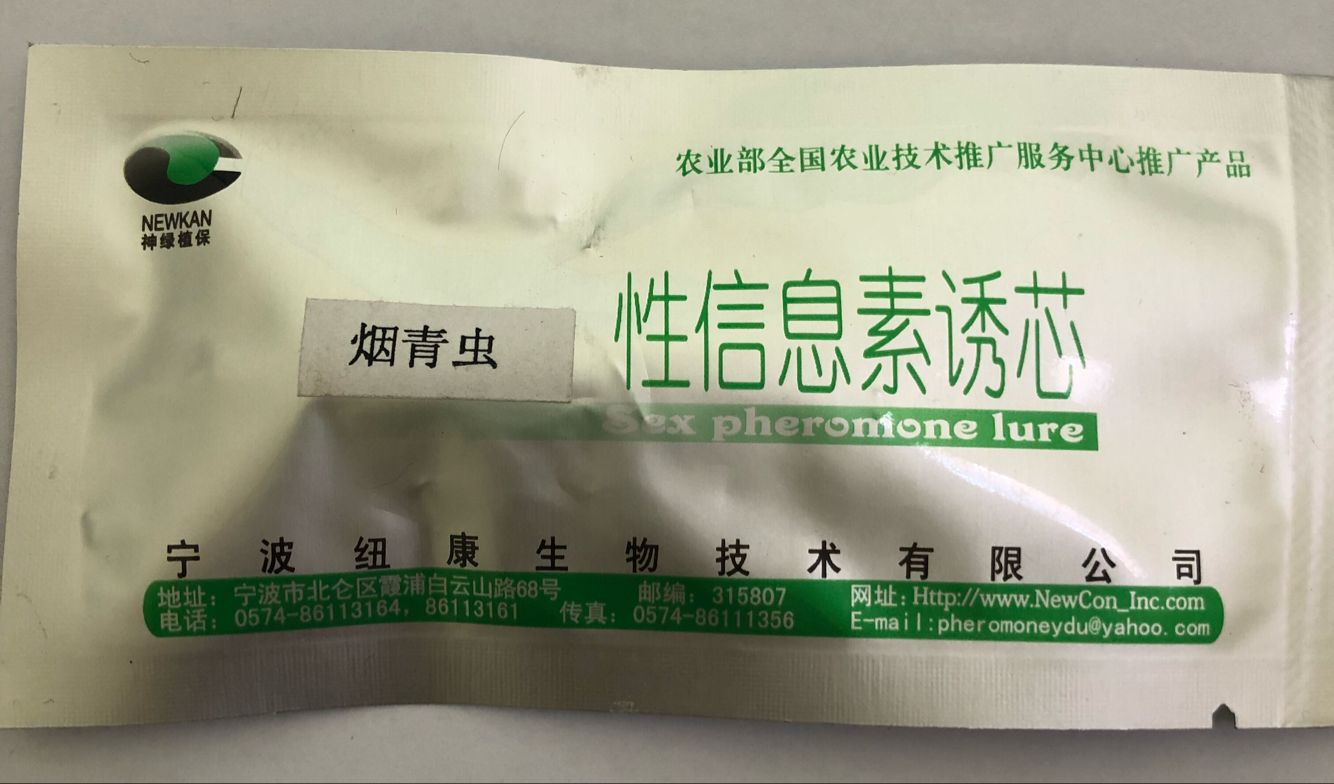 农业部全国农业技术推广服务中心推广产品
NEWKAN
神绿植保
烟青虫
性信息素诱芯
Sex pheromone lure
宁波纽康生物技术有限公司
地址：宁波市北仑区霞浦白云山路68号 邮编：315807 网址：Http://www.NewCon_Inc.com
电话：0574-86113164，86113161 传真：0574-86111356 E-mail:pheromoneydu@yahoo.com